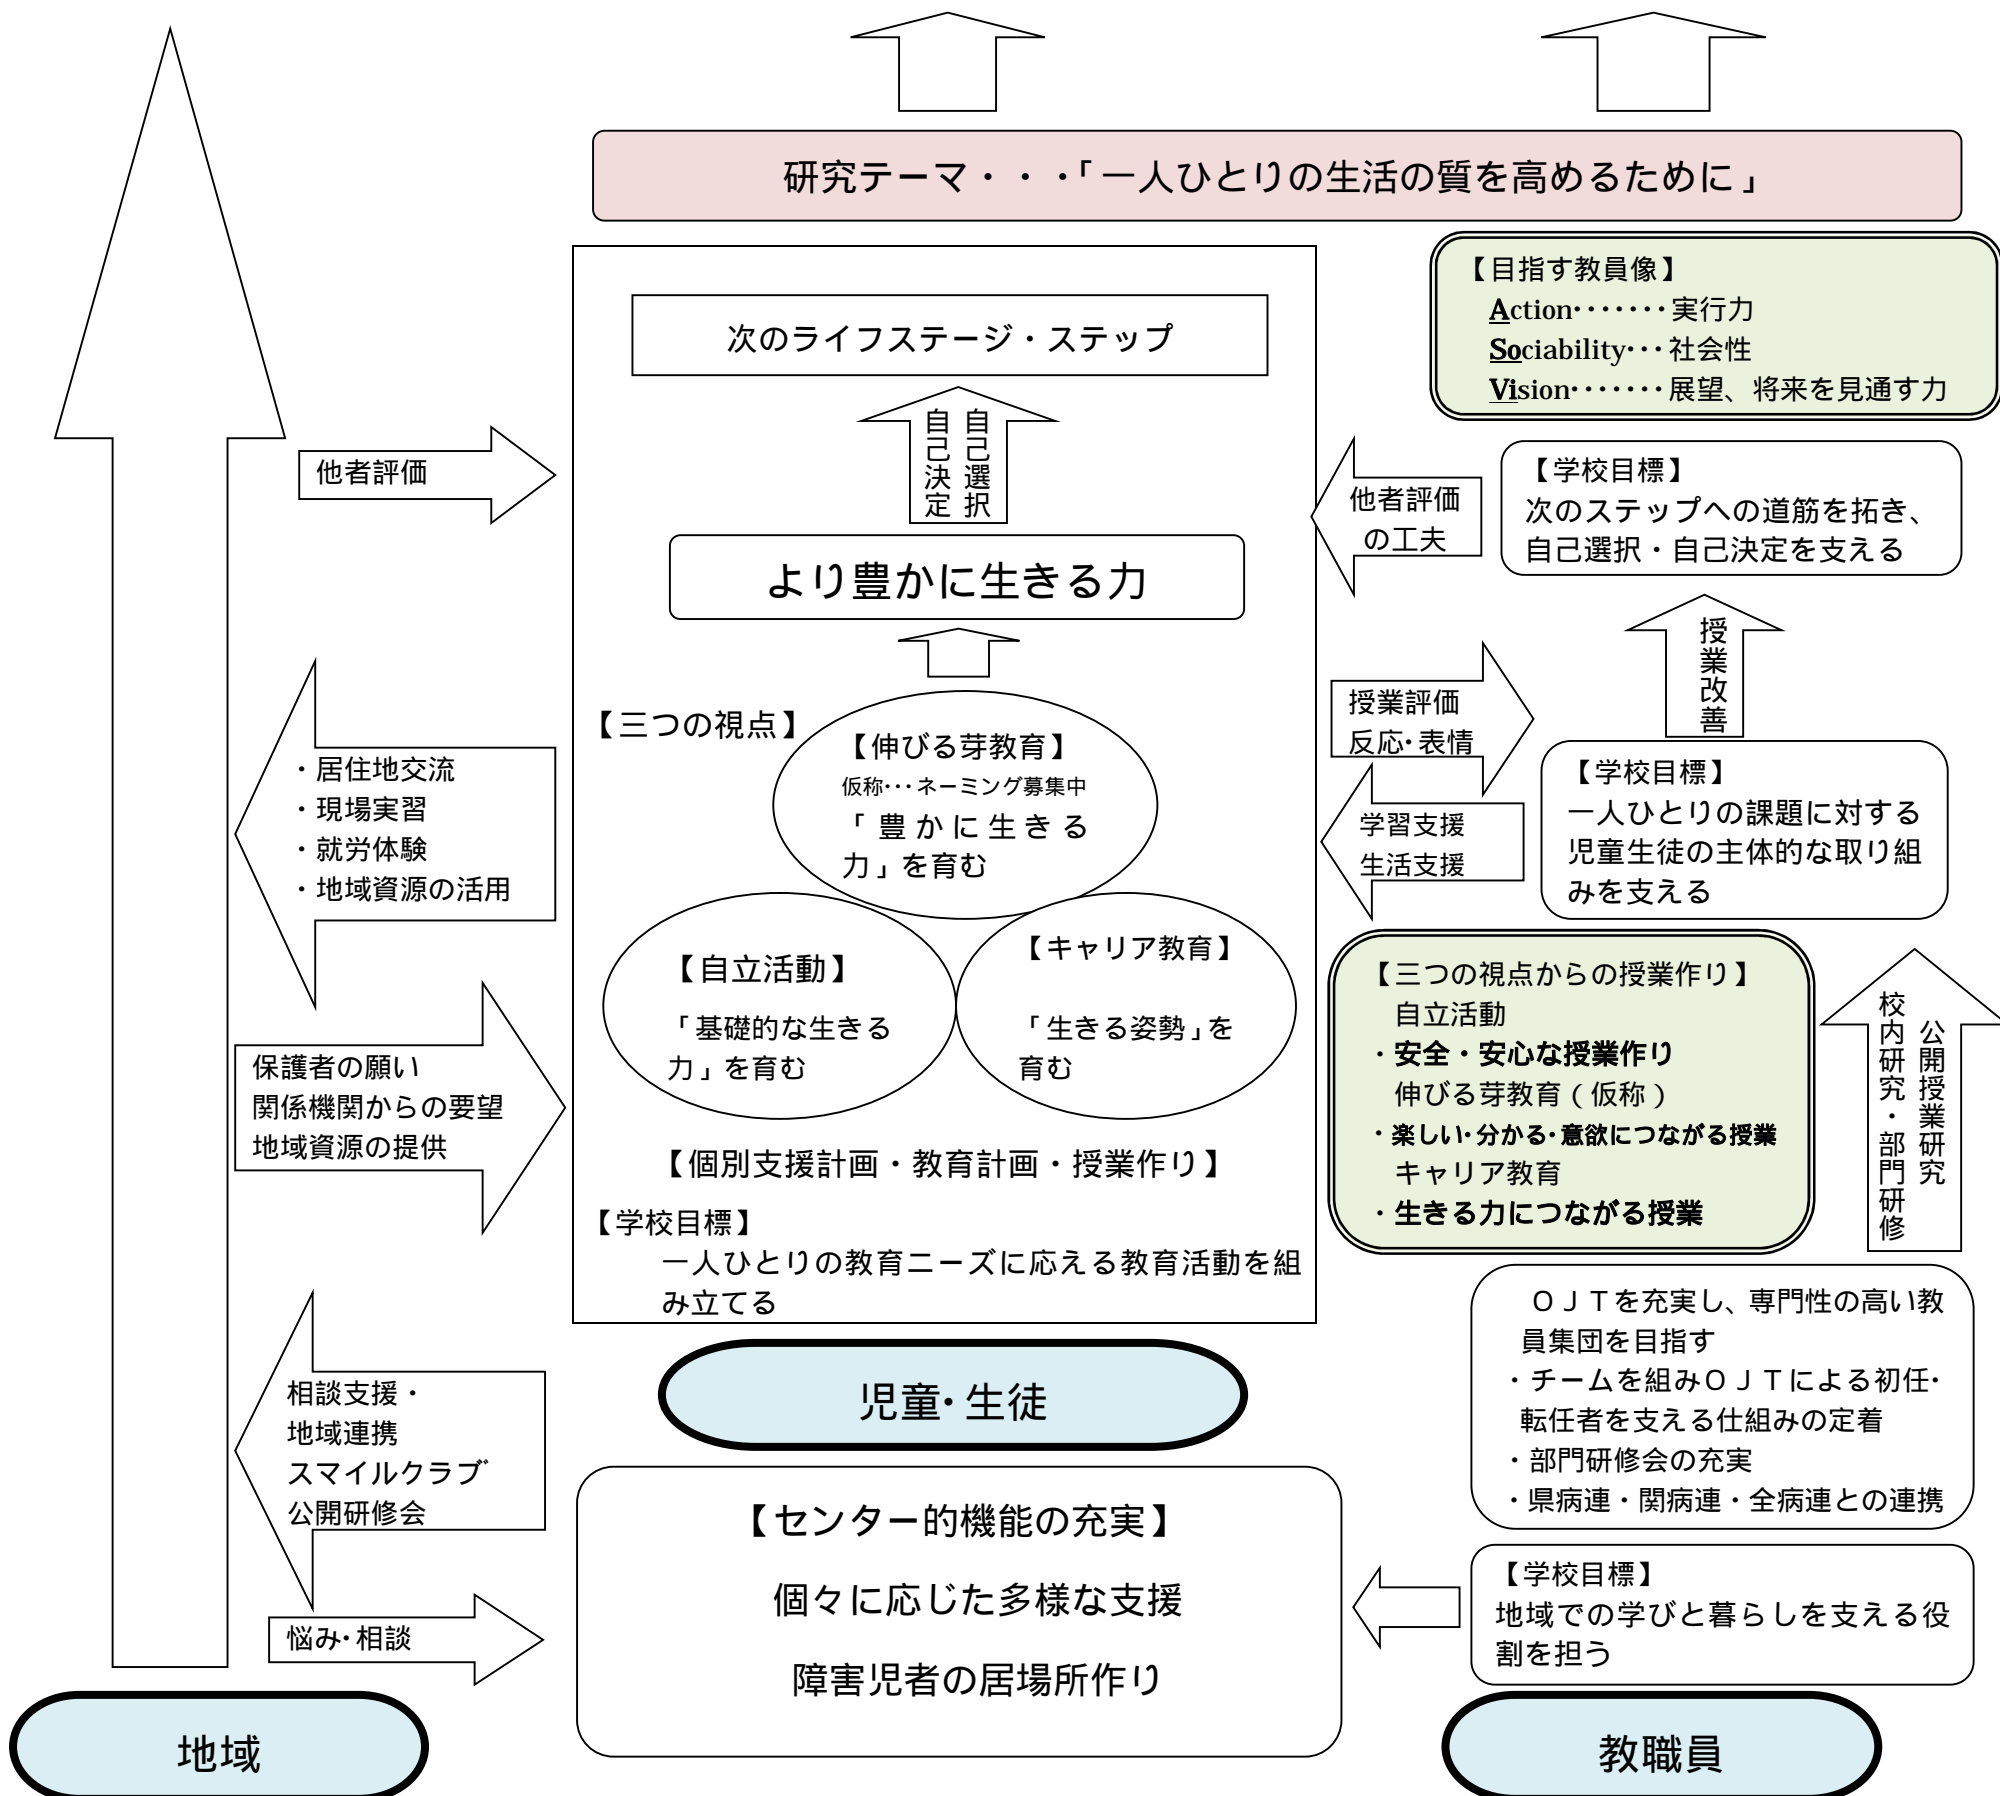 研究テーマ・・・「一人ひとりの生活の質を高めるために」
【目指す教員像】
Action・・・・・・・実行力
Sociability・・・社会性
Vision・・・・・・・展望、将来を見通す力
次のライフステージ・ステップ
自己選択
自己決定
他者評価
他者評価
の工夫
【学校目標】
次のステップへの道筋を拓き、
自己選択・自己決定を支える
より豊かに生きる力
授業改善
【三つの視点】
【伸びる芽教育】
仮称・・・ネーミング募集中
「豊かに生きる
力」を育む
授業評価
反応・表情
学習支援
生活支援
【学校目標】
一人ひとりの課題に対する
児童生徒の主体的な取り組
みを支える
・居住地交流
・現場実習
・就労体験
・地域資源の活用
【自立活動】
「基礎的な生きる
力」を育む
【キャリア教育】
「生きる姿勢」を
育む
【三つの視点からの授業作り】
自立活動
・安全・安心な授業作り
伸びる芽教育（仮称）
・楽しい・分かる・意欲につながる授業
キャリア教育
・生きる力につながる授業
公開授業研究
校内研究・部門研修
保護者の願い
関係機関からの要望
地域資源の提供
【個別支援計画・教育計画・授業作り】
【学校目標】
一人ひとりの教育ニーズに応える教育活動を組
み立てる
ＯＪＴを充実し、専門性の高い教
員集団を目指す
・チームを組みＯＪＴによる初任・
転任者を支える仕組みの定着
・部門研修会の充実
・県病連・関病連・全病連との連携
児童・生徒
相談支援・
地域連携
スマイルクラブ
公開研修会
【センター的機能の充実】
個々に応じた多様な支援
障害児者の居場所作り
悩み・相談
【学校目標】
地域での学びと暮らしを支える役
割を担う
地域
教職員